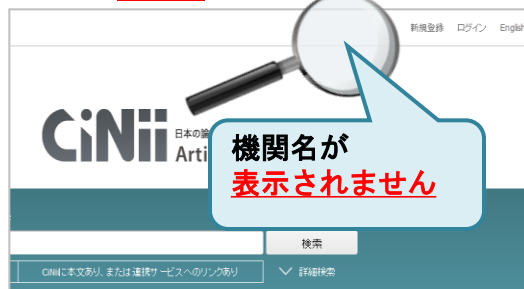 新規登録 ログイン English
CiNii 日本の論
Arti
機関名が
表示されません
検索
CiNiiに本文あり、または連携サービスへのリンクあり
詳細検索